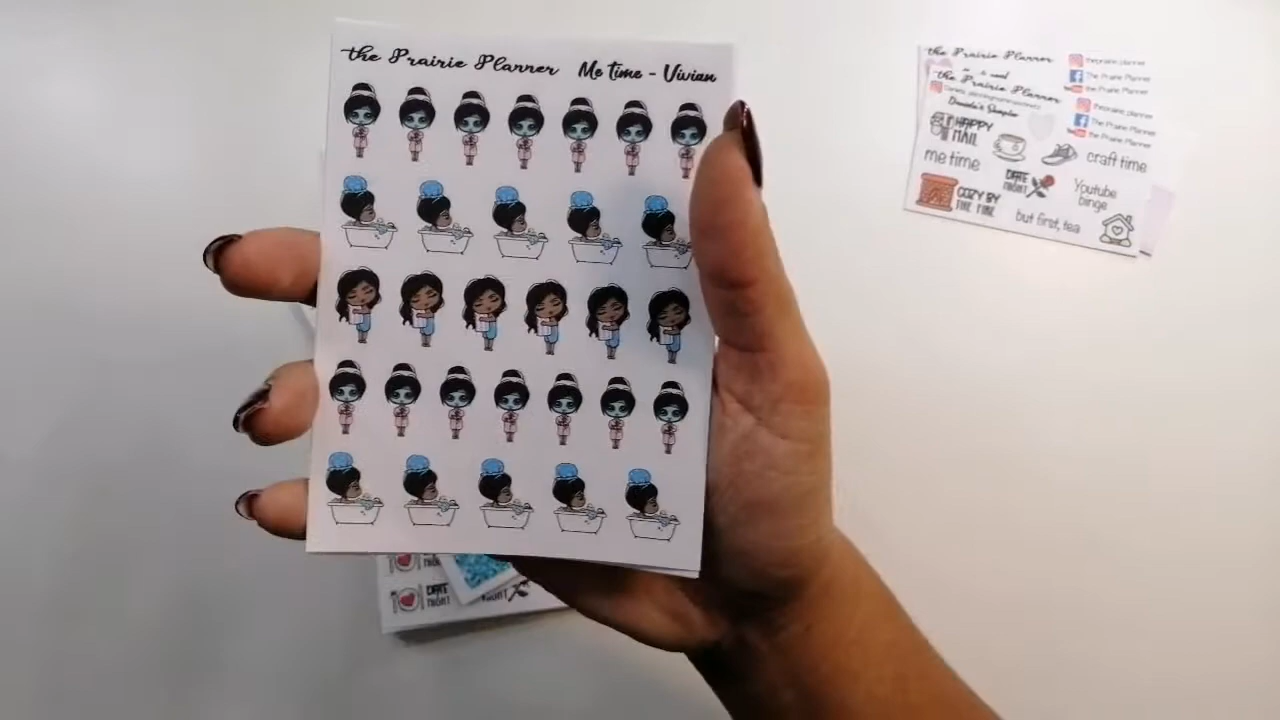 the Prairie Planner Me time - Vivian
the Prairie Planner
theprairie.planner
The Prairie Planner
the Prairie Planner
the Prairie Planner
theprairie.planner
The Prairie Planner
the Prairie Planner
Sampler
HAPPY
MAIL
me time
craft time
DATE
NIGHT
Youtube
binge
COZY BY
THE FIRE
but first, tea
DATE
NIGHT
NIGHT